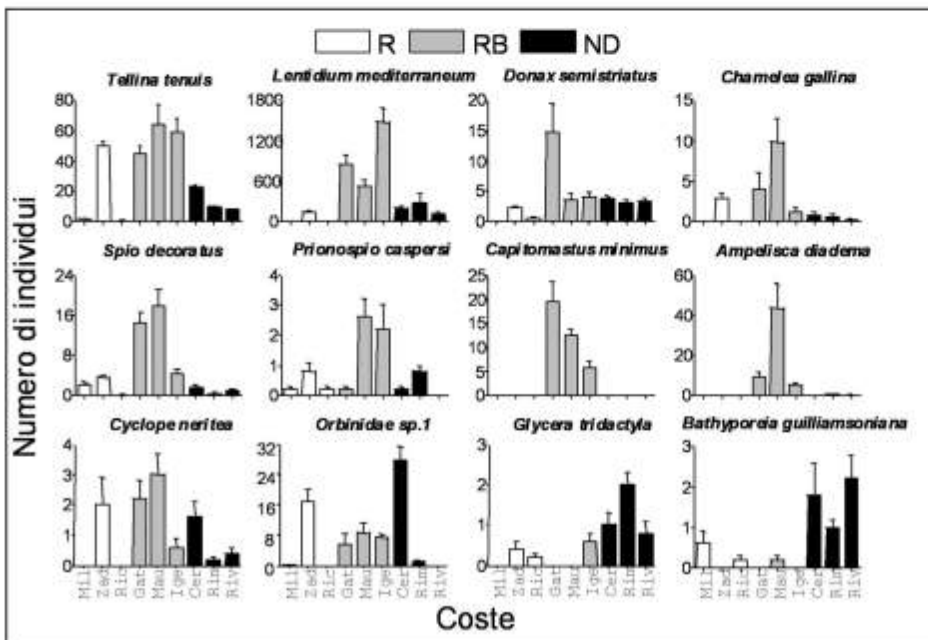 R RB ND
Tellina tenuis Lentidium mediterraneum Donax semistriatus Chamelea gallina
80 1800 20 15
60 1200 15 10
40 600 10 5
20 0 5 0
0 0
Spio decoratus Prionospio caspersi Capitomastus minimus Ampelisca diadema
24 4 25 60
16 3 20 40
8 2 15 20
0 1 10 0
0 5
0
Cyclope neritea Orbinidae sp.1 Glycera tridactyla Bathyporeia guilliamsoniana
4 32 3 3
3 24 2 2
2 16 1 1
1 8 0 0
0 0
Mil Zad Ric Gat Mau Ige Cer Rin Riv Mil Zad Ric Gat Mau Ige Cer Rin Riv Mil Zad Ric Gat Mau Ige Cer Rin Riv Mil Zad Ric Gat Mau Ige Cer Rin Riv
Numero di individui
Coste